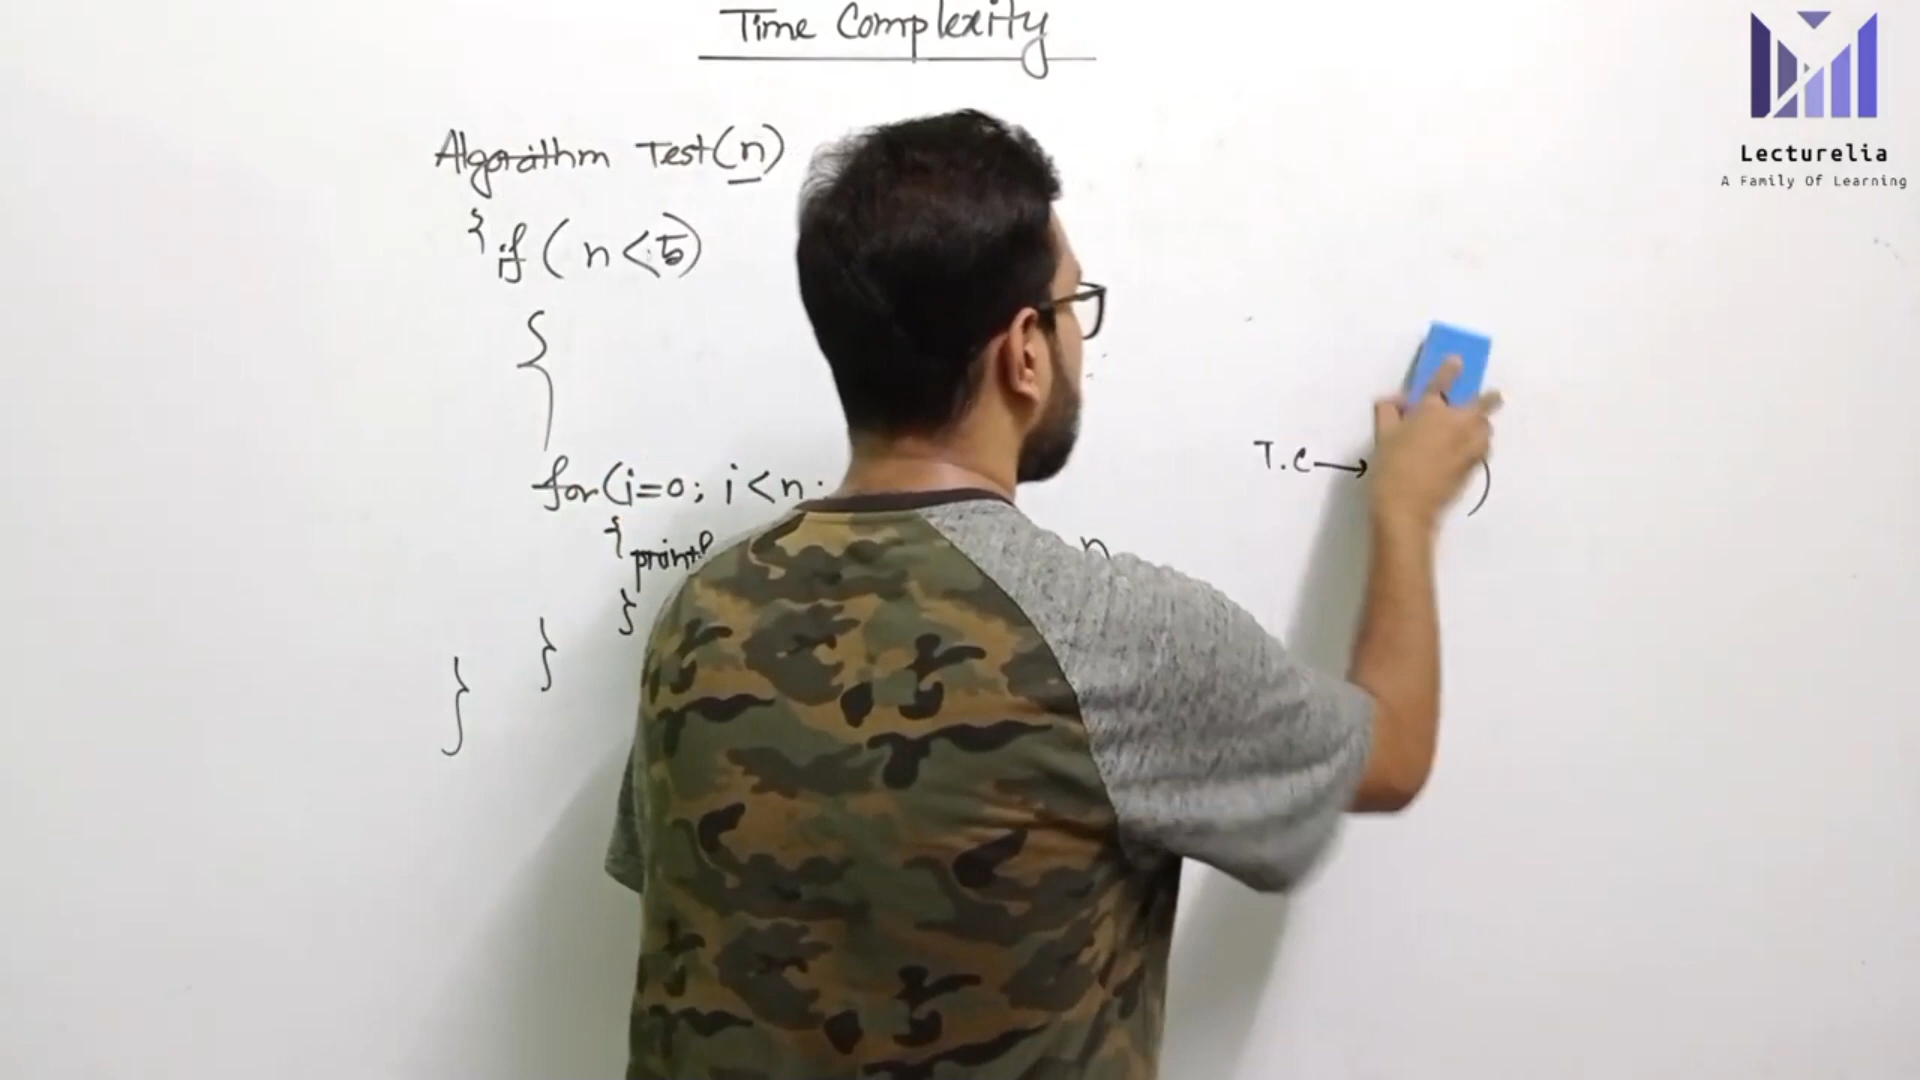 Time Complexity
Algorithm Test(n)
{ if ( n < 5 )
{
for(i=0; i<n;
{ printf
}
}
}
n
T.C → )
Lecturelia
A Family Of Learning